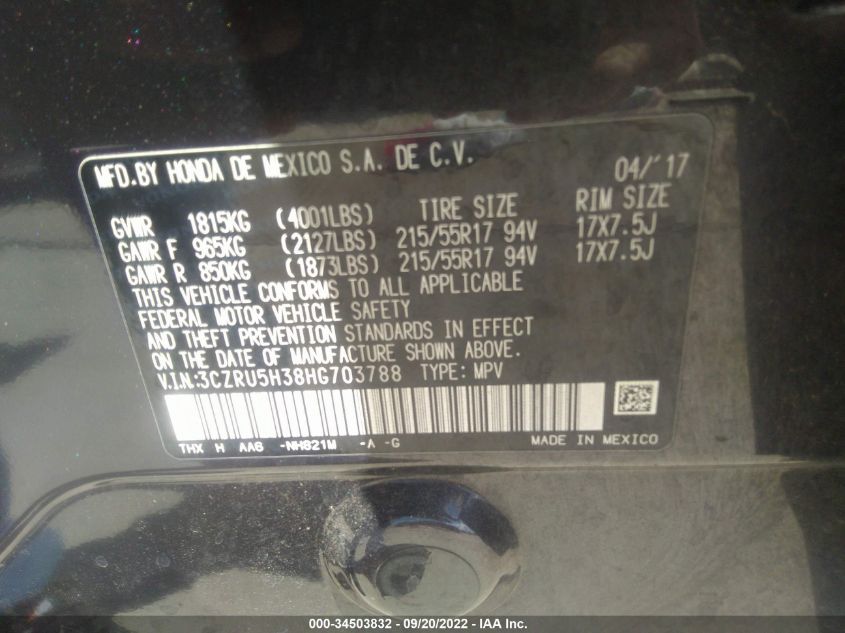 MFD.BY HONDA DE MEXICO S.A. DE C.V. 04/'17
GVWR 1815KG (4001LBS) TIRE SIZE RIM SIZE
GAWR F 965KG (2127LBS) 215/55R17 94V 17X7.5J
GAWR R 850KG (1873LBS) 215/55R17 94V 17X7.5J
THIS VEHICLE CONFORMS TO ALL APPLICABLE
FEDERAL MOTOR VEHICLE SAFETY
AND THEFT PREVENTION STANDARDS IN EFFECT
ON THE DATE OF MANUFACTURE SHOWN ABOVE.
V.I.N:3CZRU5H38HG703788 TYPE: MPV
THX H AA6 -NH821M -A -G MADE IN MEXICO
000-34503832 - 09/20/2022 - IAA Inc.